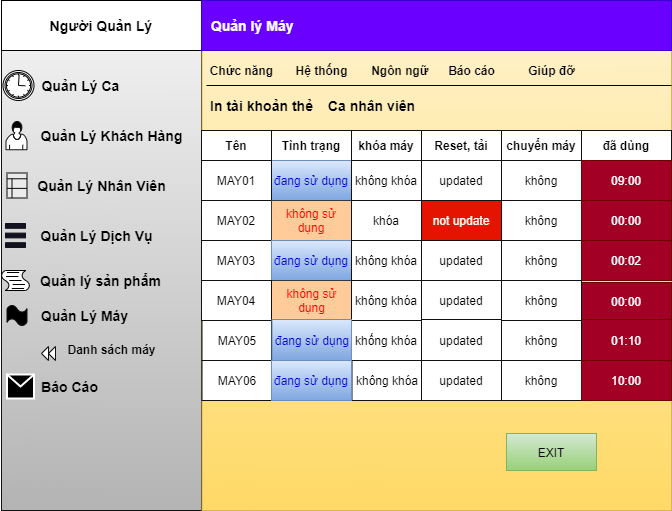 Người Quản Lý
Quản lý Máy
Quản Lý Ca
Quản Lý Khách Hàng
Quản Lý Nhân Viên
Quản Lý Dịch Vụ
Quản lý sản phẩm
Quản Lý Máy
Danh sách máy
Báo Cáo
Chức năng Hệ thống Ngôn ngữ Báo cáo Giúp đỡ
In tài khoản thẻ Ca nhân viên
Tên Tình trạng khóa máy Reset, tải chuyển máy đã dùng
MAY01 đang sử dụng không khóa updated không 09:00
MAY02 không sử dụng khóa not update không 00:00
MAY03 đang sử dụng không khóa updated không 00:02
MAY04 không sử dụng không khóa updated không 00:00
MAY05 đang sử dụng không khóa updated không 01:10
MAY06 đang sử dụng không khóa updated không 10:00
EXIT